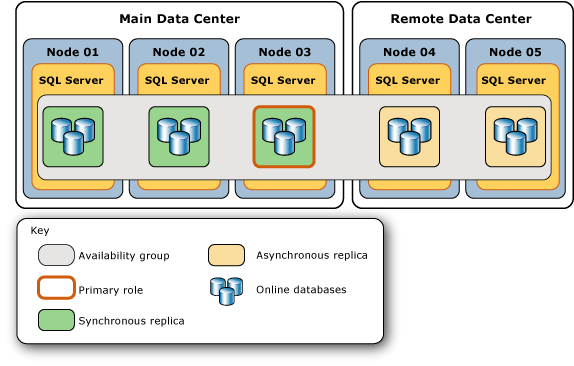 Main Data Center
Remote Data Center
Node 01
Node 02
Node 03
Node 04
Node 05
SQL Server
SQL Server
SQL Server
SQL Server
SQL Server
Key
Availability group
Asynchronous replica
Primary role
Online databases
Synchronous replica